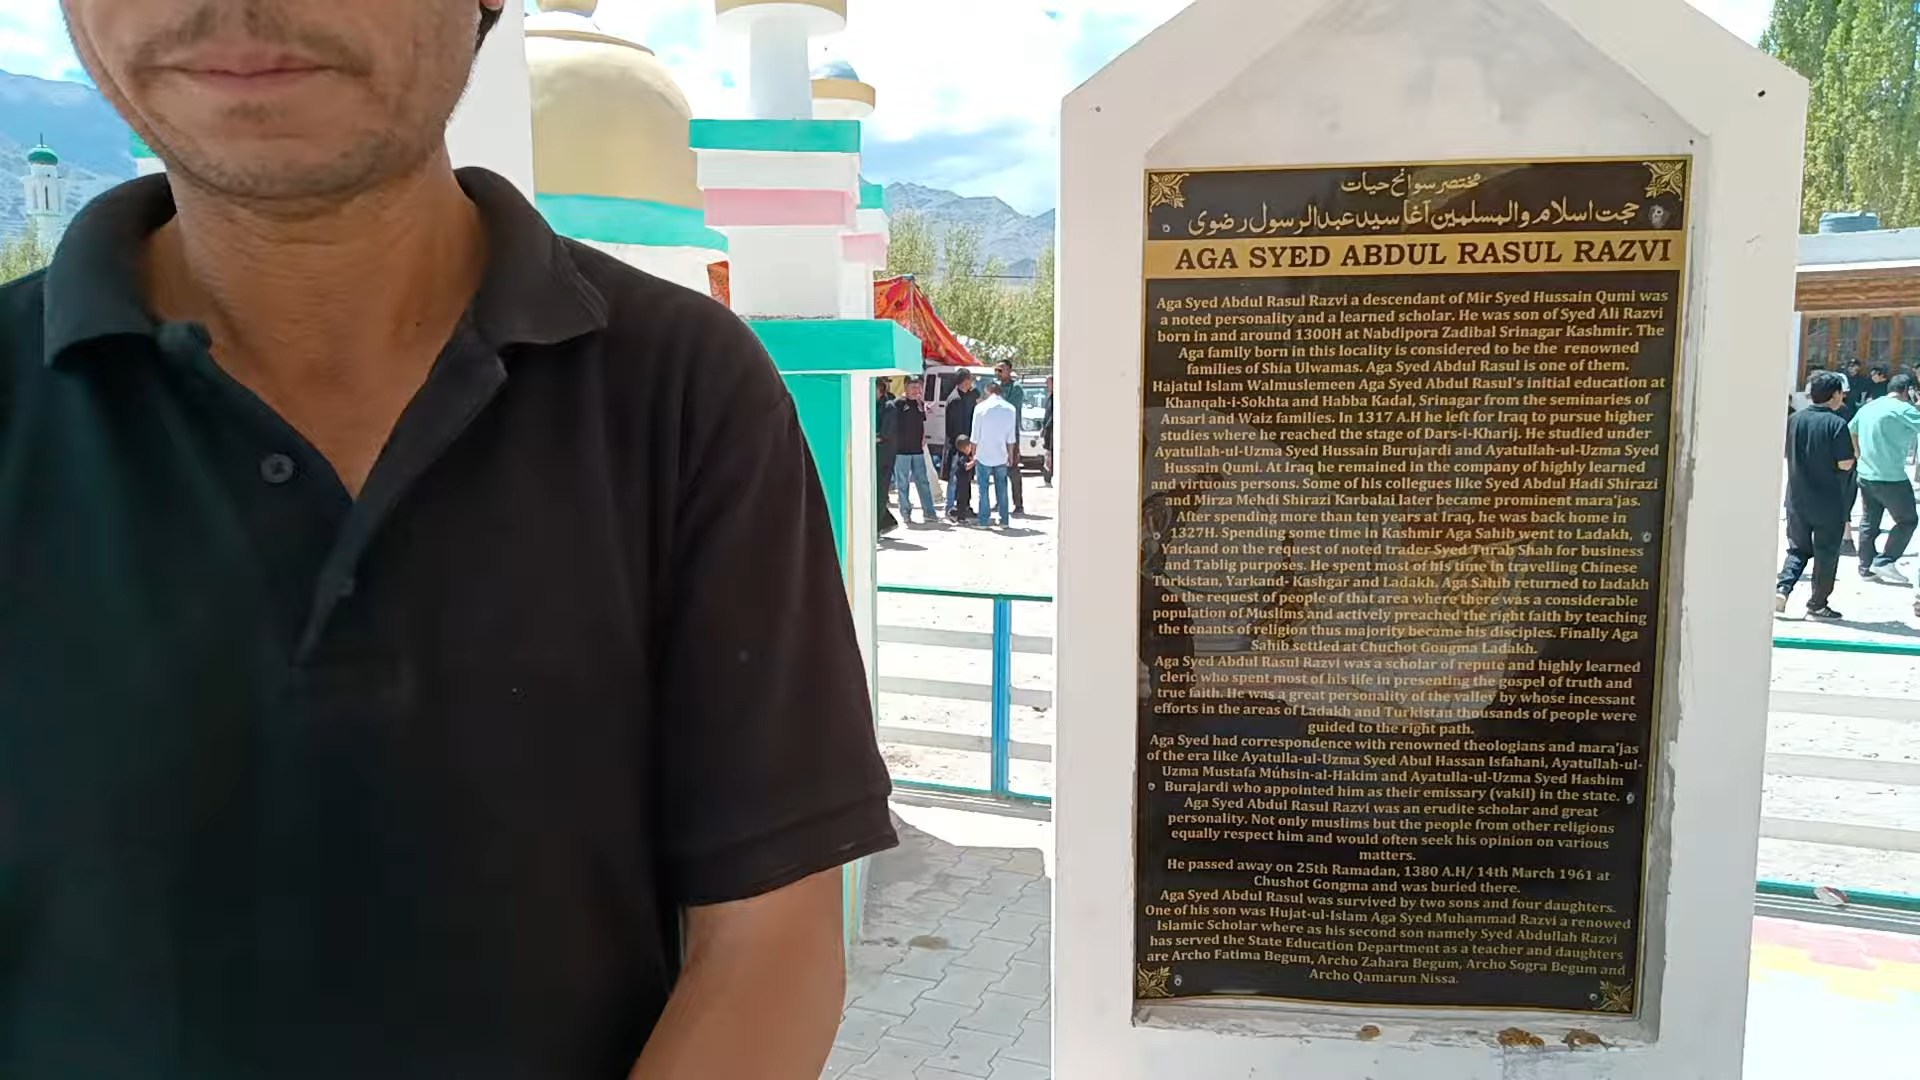 مختصر سوانح حیات
حجت اسلام والمسلمین آغا سید عبدالرسول رضوی
AGA SYED ABDUL RASUL RAZVI
Aga Syed Abdul Rasul Razvi a descendant of Mir Syed Hussain Qumi was
a noted personality and a learned scholar. He was son of Syed Ali Razvi
born in and around 1300H at Nabdipora Zadibal Srinagar Kashmir. The
Aga family born in this locality is considered to be the renowned
families of Shia Ulwamas. Aga Syed Abdul Rasul is one of them.
Hajatul Islam Walmuslemeen Aga Syed Abdul Rasul's initial education at
Khanqah-i-Sokhta and Habba Kadal, Srinagar from the seminaries of
Ansari and Waiz families. In 1317 A.H he left for Iraq to pursue higher
studies where he reached the stage of Dars-i-Kharij. He studied under
Ayatullah-ul-Uzma Syed Hussain Burujardi and Ayatullah-ul-Uzma Syed
Hussain Qumi. At Iraq he remained in the company of highly learned
and virtuous persons. Some of his collegues like Syed Abdul Hadi Shirazi
and Mirza Mehdi Shirazi Karbalai later became prominent mara'jas.
After spending more than ten years at Iraq, he was back home in
1327H. Spending some time in Kashmir Aga Sahib went to Ladakh,
Yarkand on the request of noted trader Syed Turab Shah for business
and Tablig purposes. He spent most of his time in travelling Chinese
Turkistan, Yarkand- Kashgar and Ladakh. Aga Sahib returned to ladakh
on the request of people of that area where there was a considerable
population of Muslims and actively preached the right faith by teaching
the tenants of religion thus majority became his disciples. Finally Aga
Sahib settled at Chuchot Gongma Ladakh.
Aga Syed Abdul Rasul Razvi was a scholar of repute and highly learned
cleric who spent most of his life in presenting the gospel of truth and
true faith. He was a great personality of the valley by whose incessant
efforts in the areas of Ladakh and Turkistan thousands of people were
guided to the right path.
Aga Syed had correspondence with renowned theologians and mara'jas
of the era like Ayatulla-ul-Uzma Syed Abul Hassan Isfahani, Ayatullah-ul-
Uzma Mustafa Muhsin-al-Hakim and Ayatulla-ul-Uzma Syed Hashim
Burajardi who appointed him as their emissary (vakil) in the state.
Aga Syed Abdul Rasul Razvi was an erudite scholar and great
personality. Not only muslims but the people from other religions
equally respect him and would often seek his opinion on various
matters.
He passed away on 25th Ramadan, 1380 A.H/ 14th March 1961 at
Chushot Gongma and was buried there.
Aga Syed Abdul Rasul was survived by two sons and four daughters.
One of his son was Hujat-ul-Islam Aga Syed Muhammad Razvi a renowed
Islamic Scholar where as his second son namely Syed Abdullah Razvi
has served the State Education Department as a teacher and daughters
are Archo Fatima Begum, Archo Zahara Begum, Archo Sogra Begum and
Archo Qamarun Nissa.